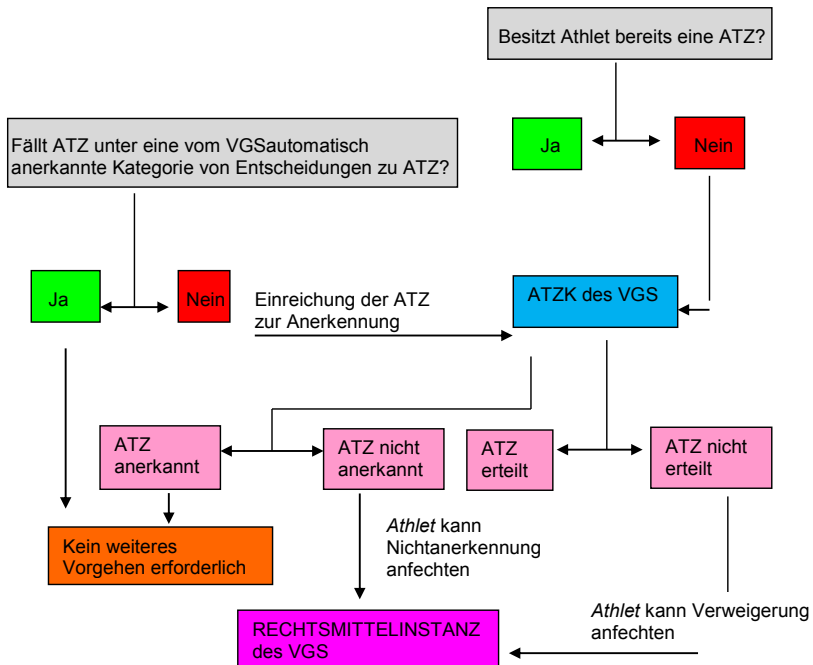 Besitzt Athlet bereits eine ATZ?
Ja
Nein
Fällt ATZ unter eine vom VGSautomatisch
anerkannte Kategorie von Entscheidungen zu ATZ?
Ja
Nein
Einreichung der ATZ
zur Anerkennung
ATZK des VGS
ATZ
anerkannt
ATZ nicht
anerkannt
ATZ
erteilt
ATZ nicht
erteilt
Kein weiteres
Vorgehen erforderlich
Athlet kann
Nichtanerkennung
anfechten
Athlet kann Verweigerung
anfechten
RECHTSMITTELINSTANZ
des VGS